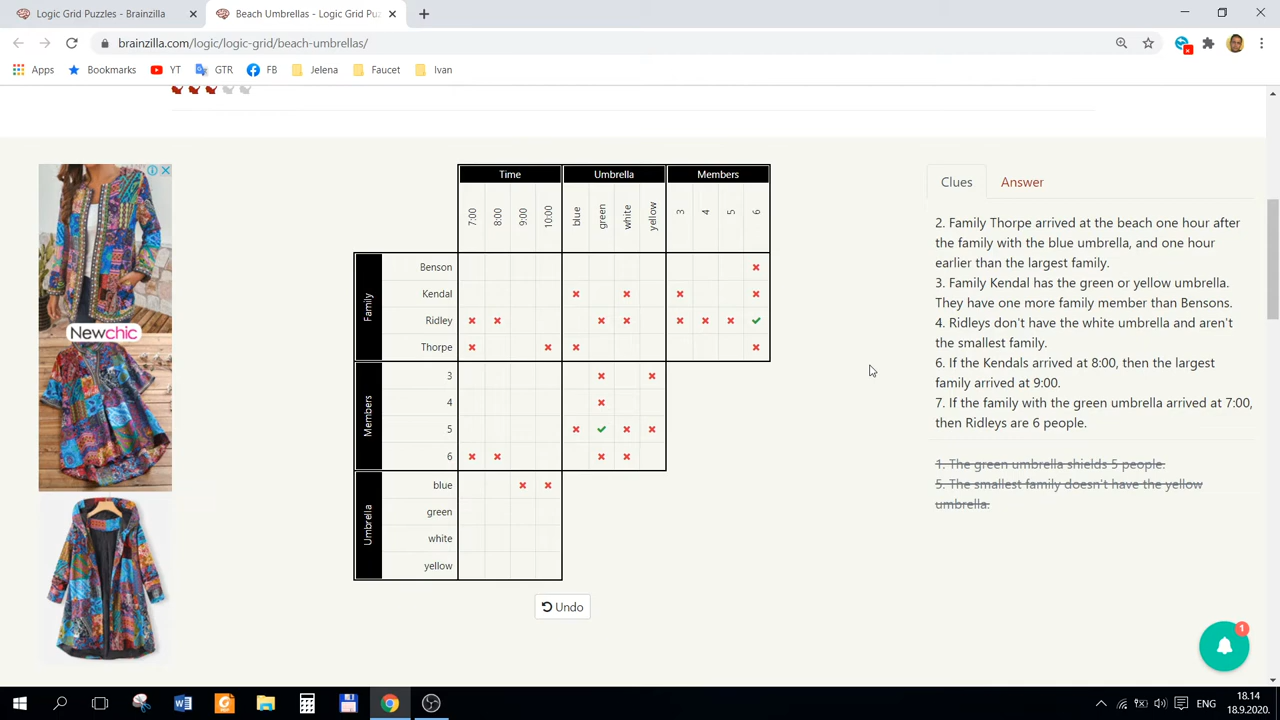 Logic Grid Puzzles - Brainzilla
Beach Umbrellas - Logic Grid Puz
brainzilla.com/logic/logic-grid/beach-umbrellas/
Apps
Bookmarks
YT
GTR
FB
Jelena
Faucet
Ivan
Newchic
Time
Umbrella
Members
7:00
8:00
9:00
10:00
blue
green
white
yellow
3
4
5
6
Family
Benson
Kendal
Ridley
Thorpe
Members
3
4
5
6
Umbrella
blue
green
white
yellow
Undo
Clues
Answer
2. Family Thorpe arrived at the beach one hour after
the family with the blue umbrella, and one hour
earlier than the largest family.
3. Family Kendal has the green or yellow umbrella.
They have one more family member than Bensons.
4. Ridleys don't have the white umbrella and aren't
the smallest family.
6. If the Kendals arrived at 8:00, then the largest
family arrived at 9:00.
7. If the family with the green umbrella arrived at 7:00,
then Ridleys are 6 people.
1. The green umbrella shields 5 people.
5. The smallest family doesn't have the yellow
umbrella.
1
ENG
18.14
18.9.2020.